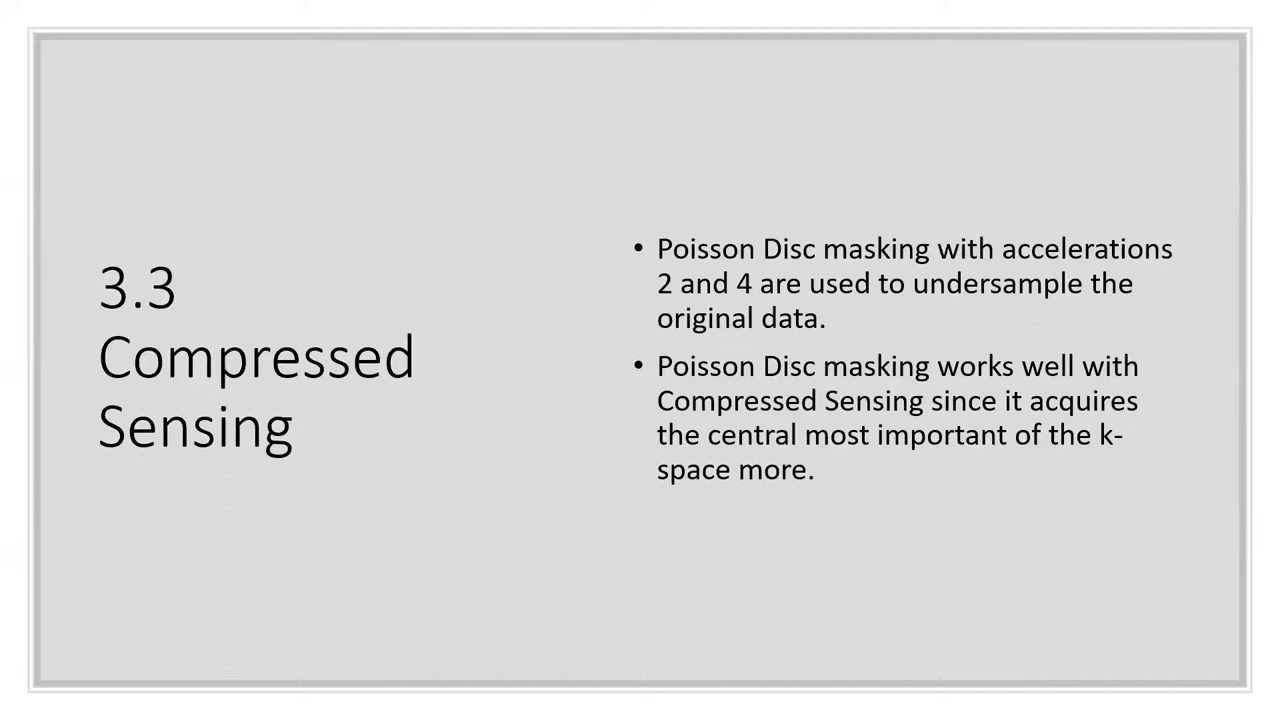 3.3
Compressed
Sensing
• Poisson Disc masking with accelerations
2 and 4 are used to undersample the
original data.
• Poisson Disc masking works well with
Compressed Sensing since it acquires
the central most important of the k-
space more.